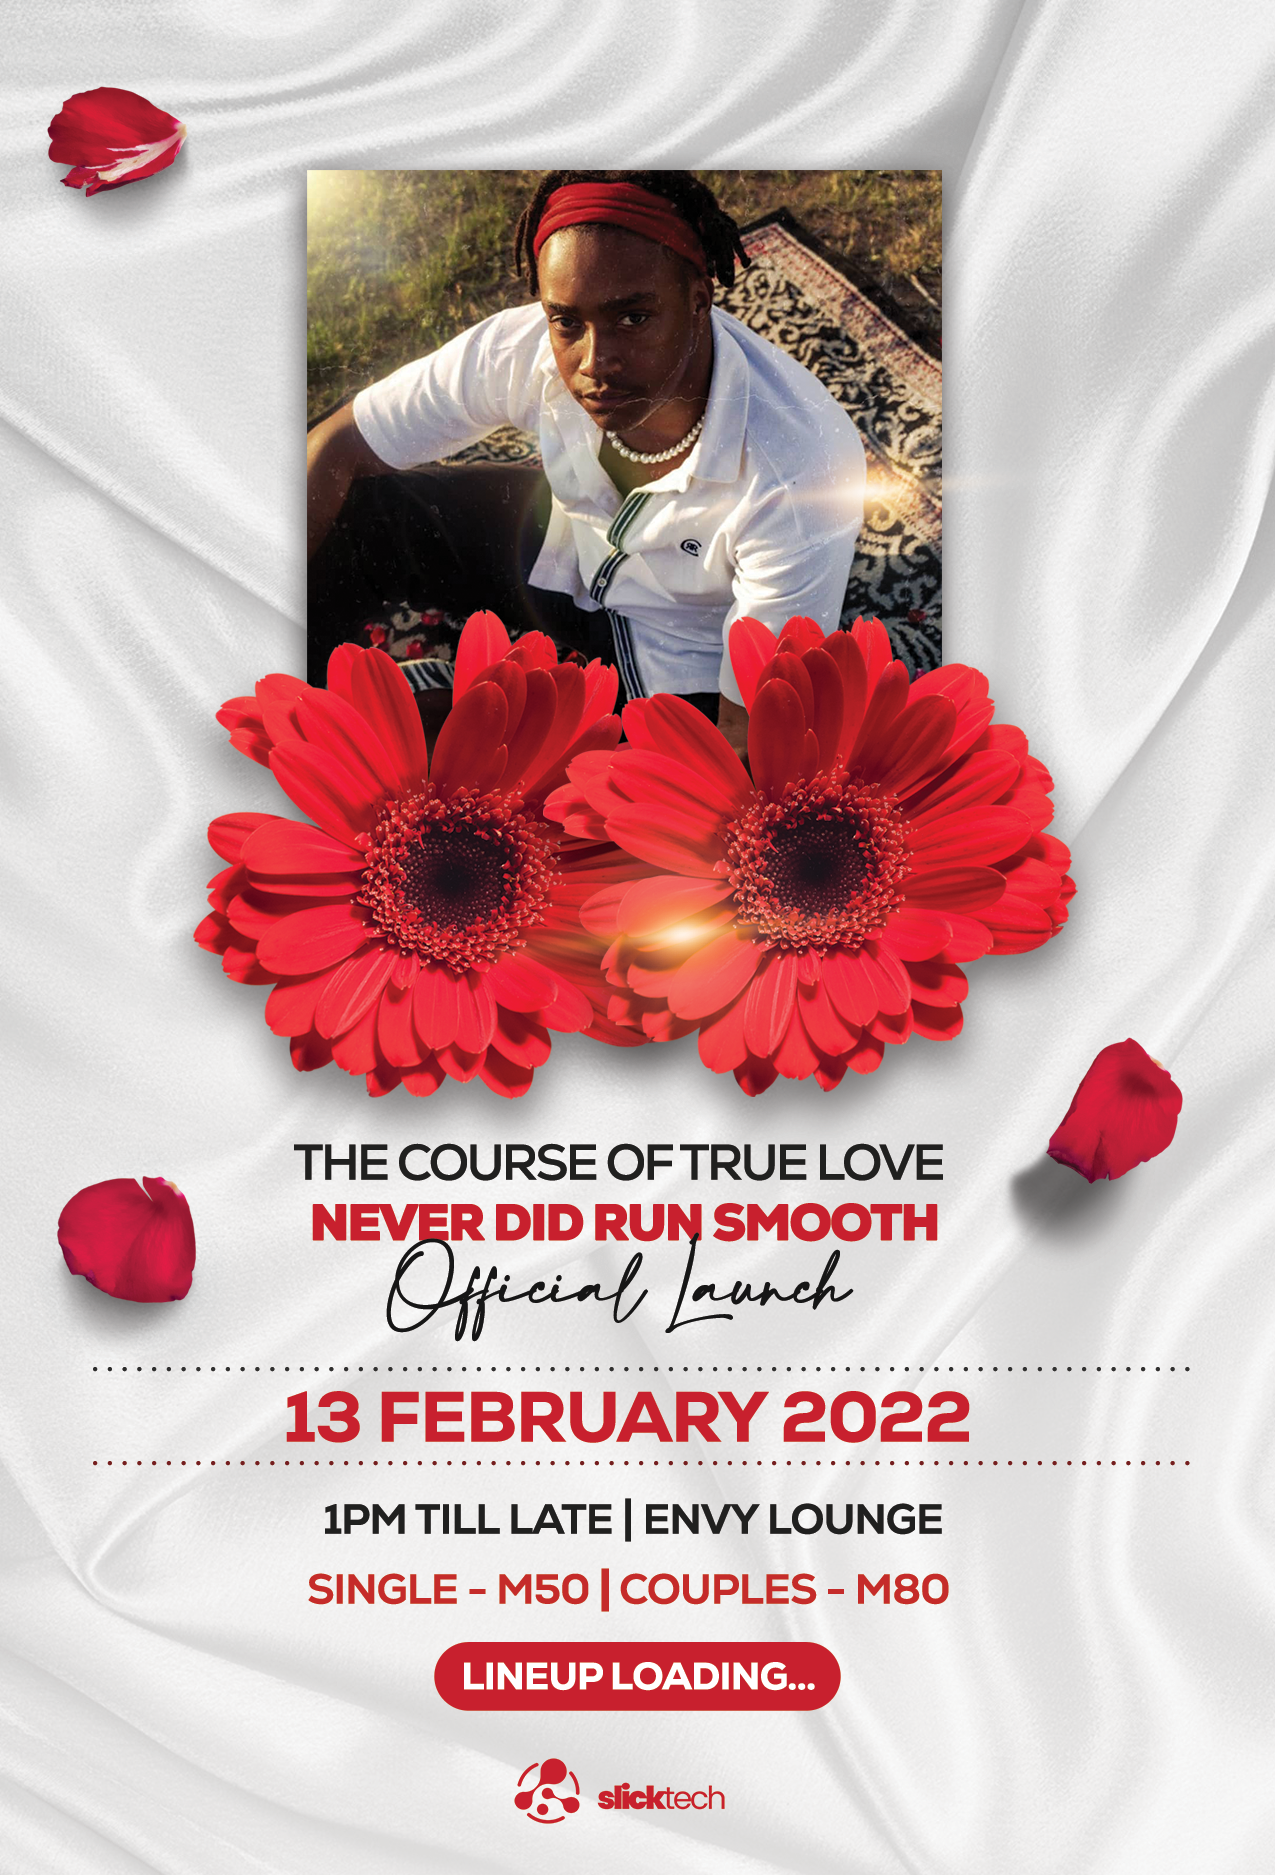 THE COURSE OF TRUE LOVE
NEVER DID RUN SMOOTH
Official Launch
13 FEBRUARY 2022
1PM TILL LATE | ENVY LOUNGE
SINGLE - M50 | COUPLES - M80
LINEUP LOADING...
slicktech